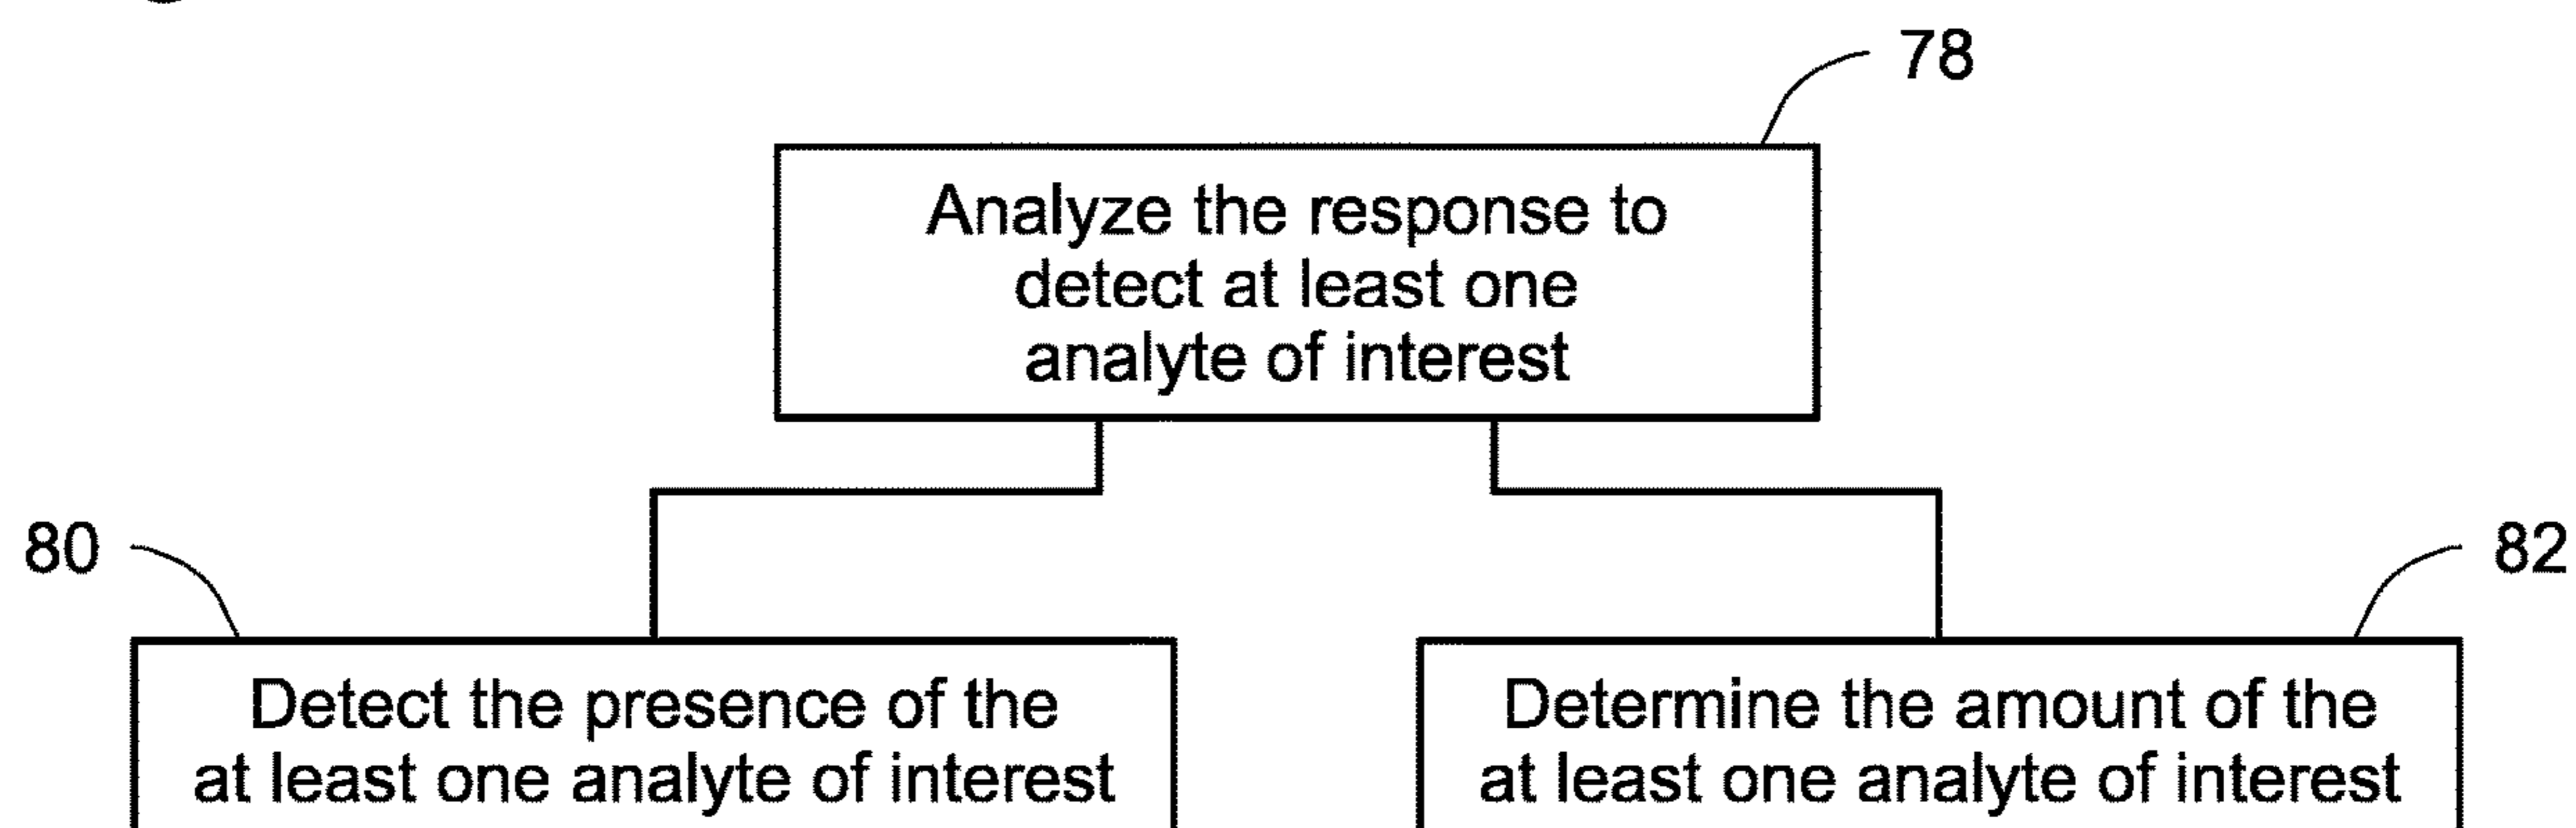 78
Analyze the response to
detect at least one
analyte of interest
80
82
Detect the presence of the
at least one analyte of interest
Determine the amount of the
at least one analyte of interest